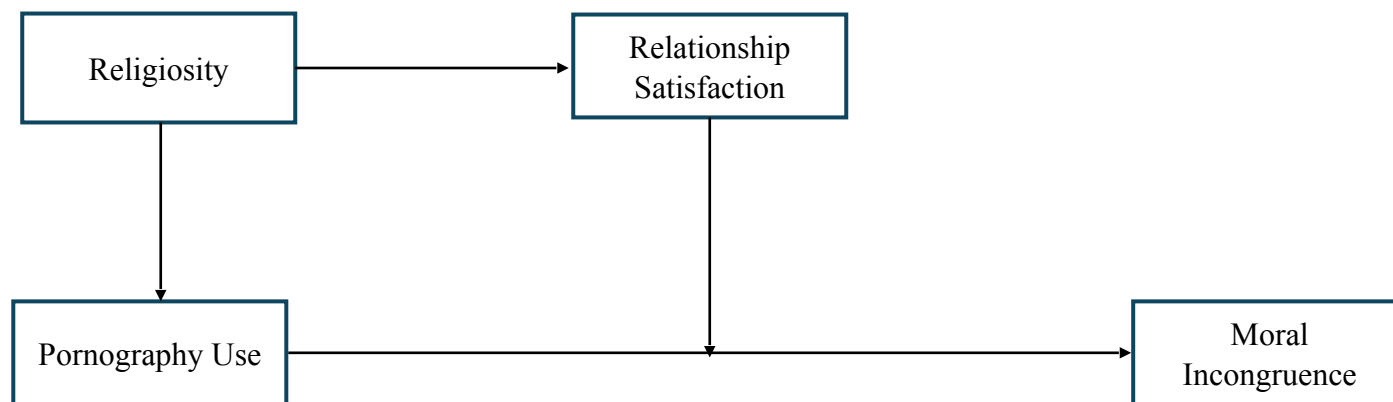 Religiosity
Relationship
Satisfaction
Pornography Use
Moral
Incongruence